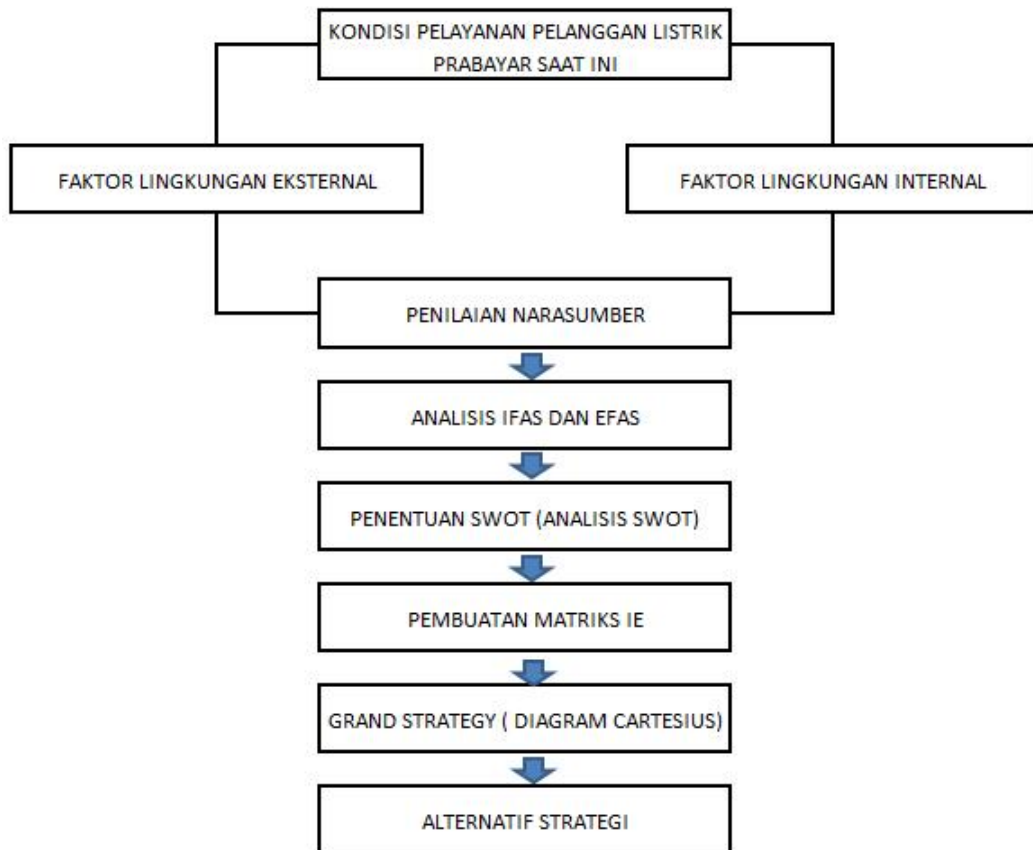 KONDISI PELAYANAN PELANGGAN LISTRIK
PRABAYAR SAAT INI
FAKTOR LINGKUNGAN EKSTERNAL
FAKTOR LINGKUNGAN INTERNAL
PENILAIAN NARASUMBER
ANALISIS IFAS DAN EFAS
PENENTUAN SWOT (ANALISIS SWOT)
PEMBUATAN MATRIKS IE
GRAND STRATEGY ( DIAGRAM CARTESIUS)
ALTERNATIF STRATEGI